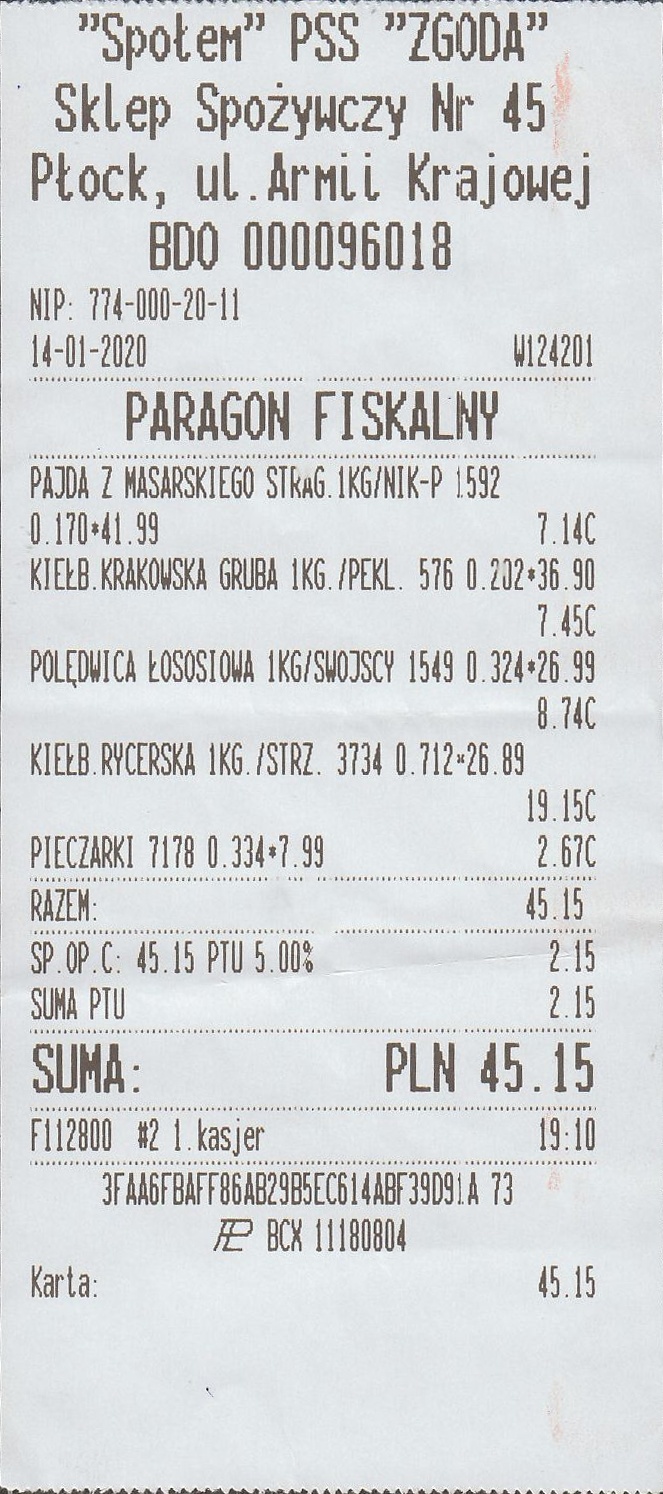 "Społem" PSS "ZGODA"
Sklep Spożywczy Nr 45
Płock, ul.Armii Krajowej
BDO 000096018
NIP: 774-000-20-11
14-01-2020 W124201
PARAGON FISKALNY
PAJDA Z MASARSKIEGO STRAG.1KG/NIK-P 1592
0.170*41.99 7.14C
KIEŁB.KRAKOWSKA GRUBA 1KG./PEKL. 576 0.202*36.90
7.45C
POLĘDWICA ŁOSOSIOWA 1KG/SWOJSCY 1549 0.324*26.99
8.74C
KIEŁB.RYCERSKA 1KG./STRZ. 3734 0.712*26.89
19.15C
PIECZARKI 7178 0.334*7.99 2.67C
RAZEM: 45.15
SP.OP.C: 45.15 PTU 5.00% 2.15
SUMA PTU 2.15
SUMA: PLN 45.15
F112800 #2 1.kasjer 19:10
3FAA6FBAFF86AB29B5EC614ABF39D91A 73
BCX 11180804
Karta: 45.15